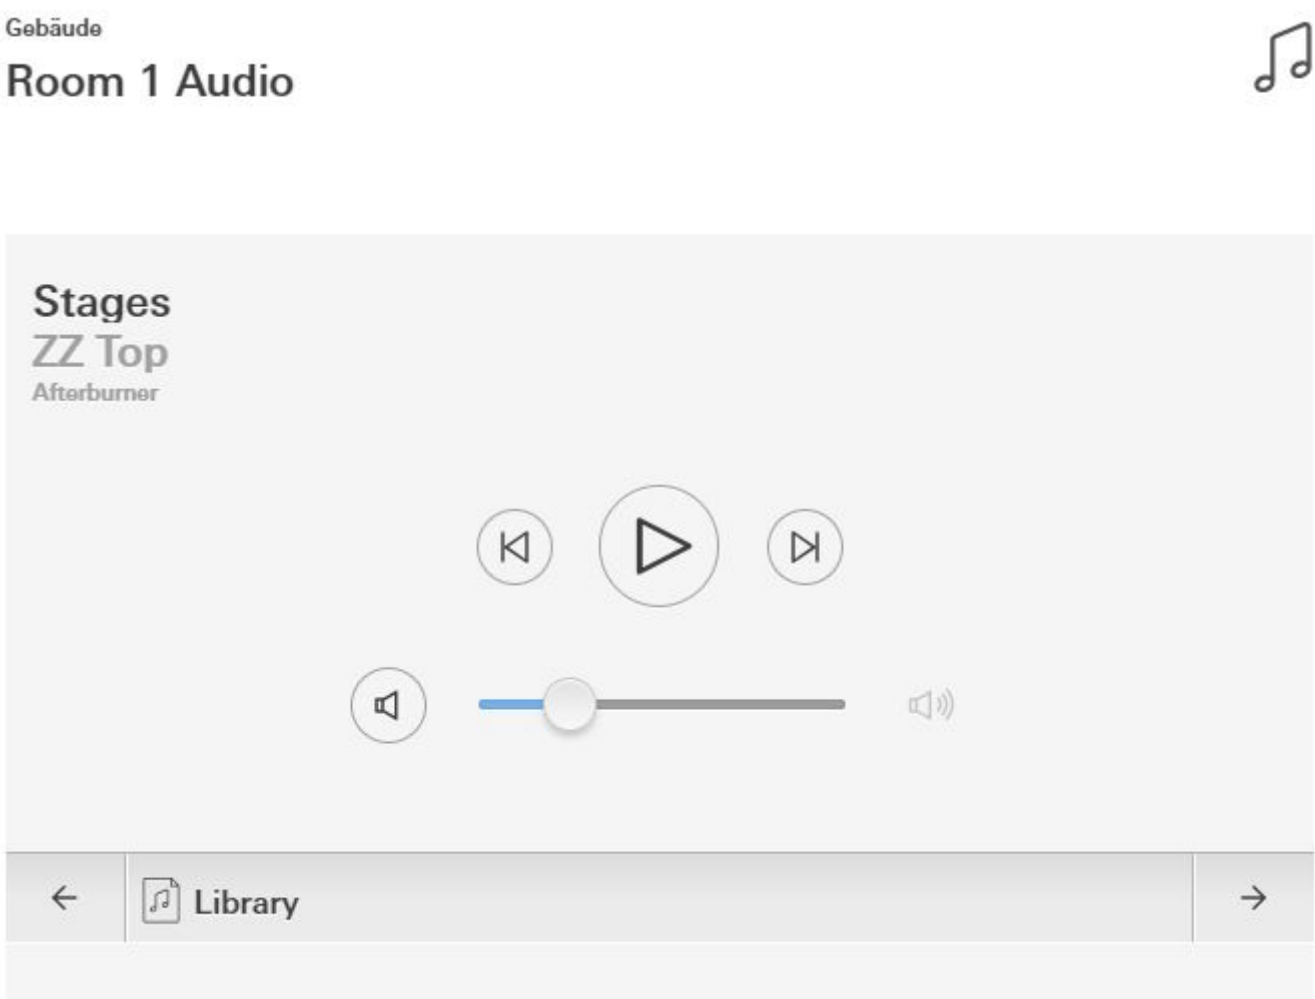 Gebäude
Room 1 Audio
Stages
ZZ Top
Afterburner
Library